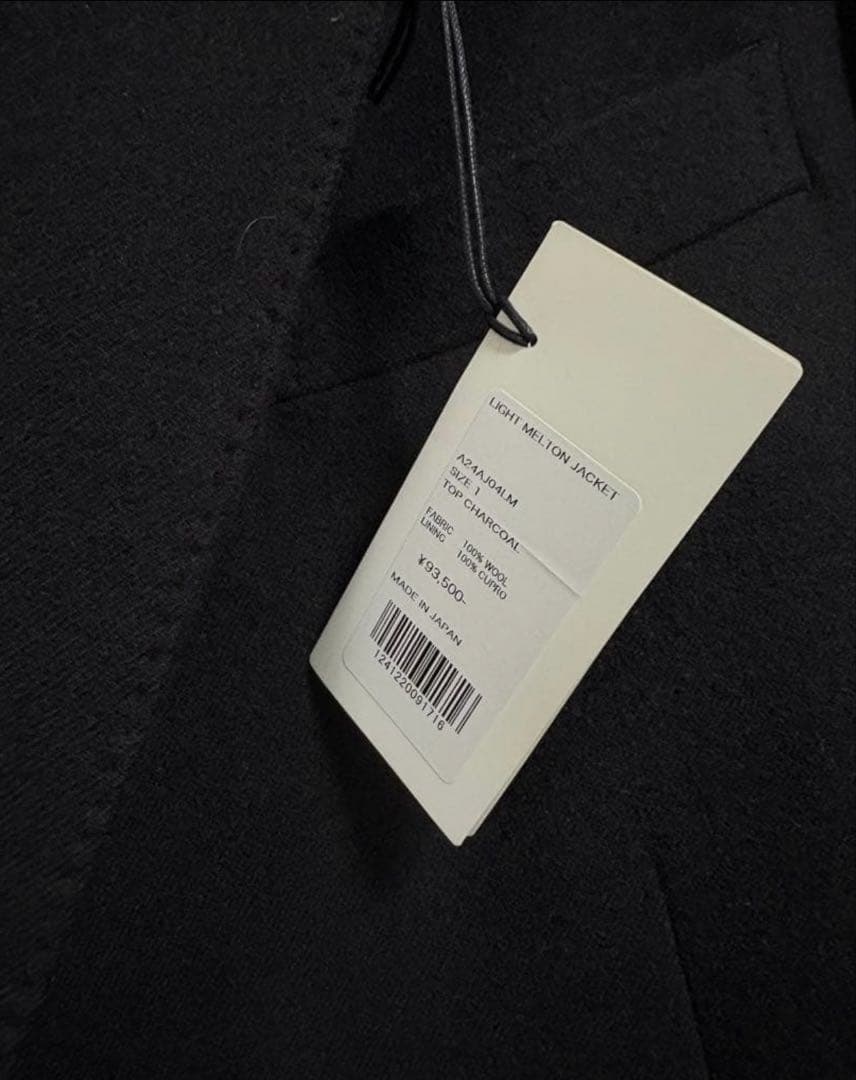 LIGHT MELTON JACKET
A24AJ04LM
SIZE 1
TOP CHARCOAL
FABRIC 100% WOOL
LINING 100% CUPRO
¥93,500-
MADE IN JAPAN
1241220091716